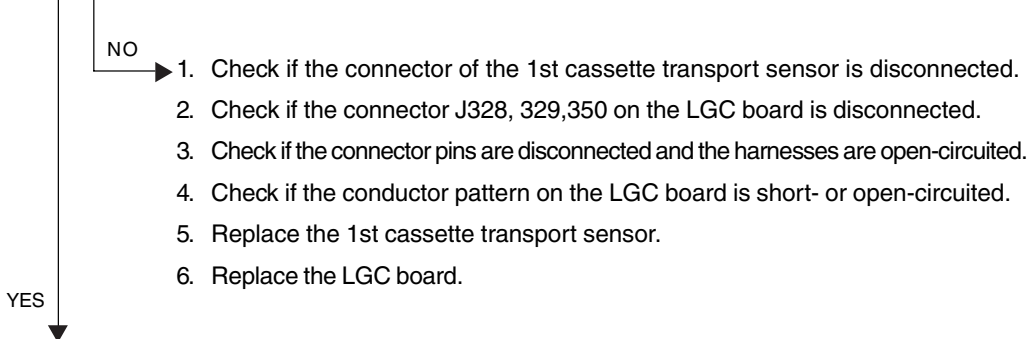 NO
1. Check if the connector of the 1st cassette transport sensor is disconnected.
2. Check if the connector J328, 329,350 on the LGC board is disconnected.
3. Check if the connector pins are disconnected and the harnesses are open-circuited.
4. Check if the conductor pattern on the LGC board is short- or open-circuited.
5. Replace the 1st cassette transport sensor.
6. Replace the LGC board.
YES